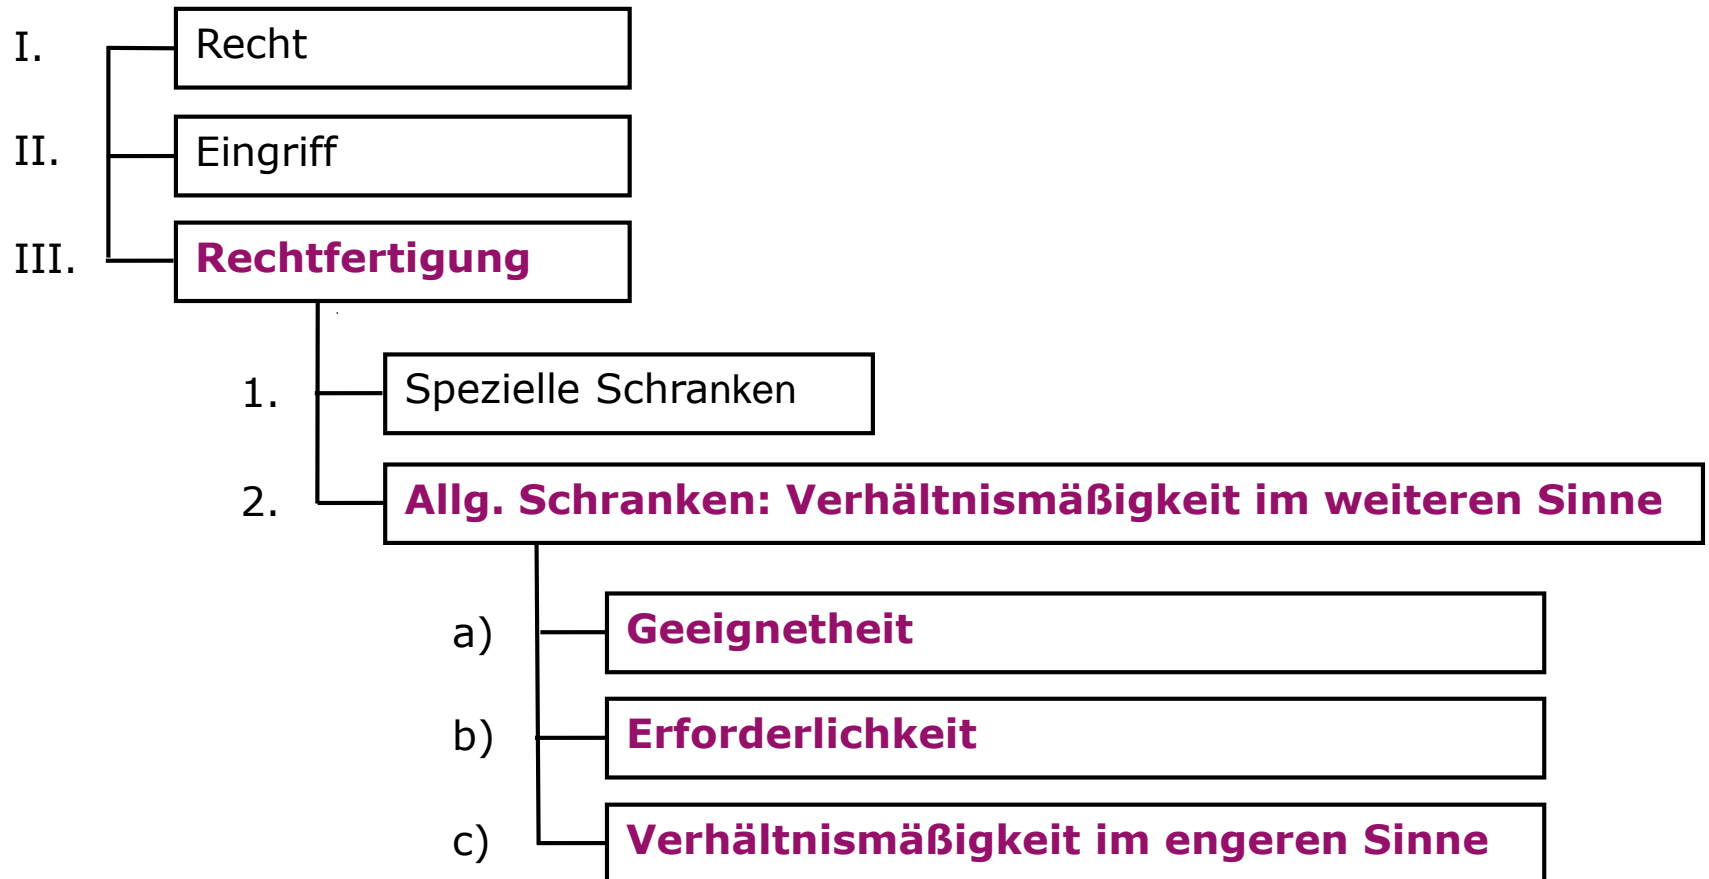 I. Recht
II. Eingriff
III. Rechtfertigung
1. Spezielle Schranken
2. Allg. Schranken: Verhältnismäßigkeit im weiteren Sinne
a) Geeignetheit
b) Erforderlichkeit
c) Verhältnismäßigkeit im engeren Sinne